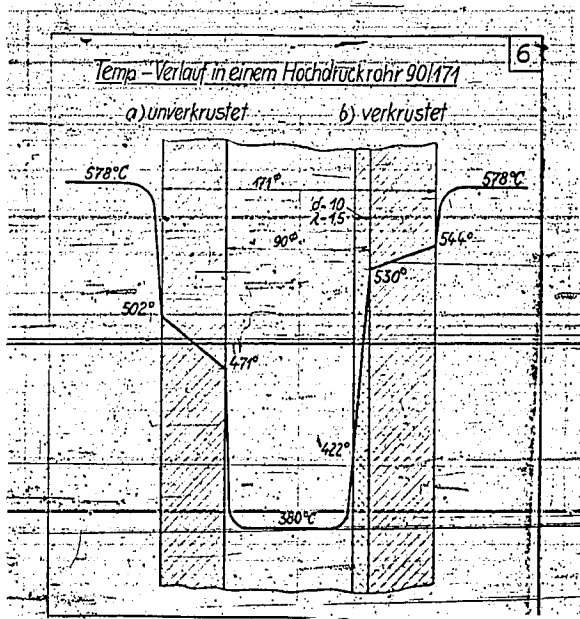 6
Temp-Verlauf in einem Hochdruckrohr 90/171
a) unverkrustet b) verkrustet
578°C 578°C
171 ø
d=10
λ=1,5
90 ø
544°
530°
502°
471°
422°
380°C